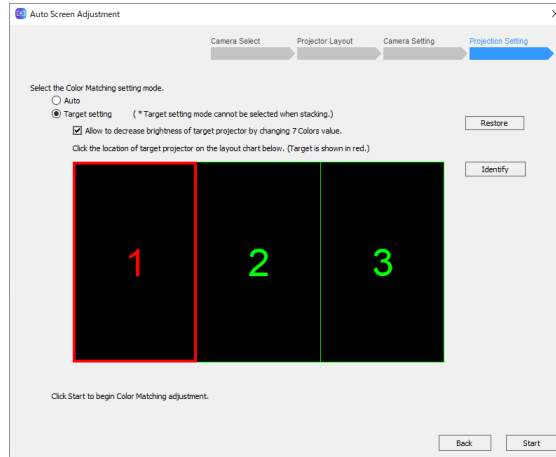 Auto Screen Adjustment
Camera Select Projector Layout Camera Setting Projection Setting
Select the Color Matching setting mode.
Auto
Target setting ( * Target setting mode cannot be selected when stacking.)
Restore
Allow to decrease brightness of target projector by changing 7 Colors value.
Click the location of target projector on the layout chart below. (Target is shown in red.)
Identify
1 2 3
Click Start to begin Color Matching adjustment.
Back Start